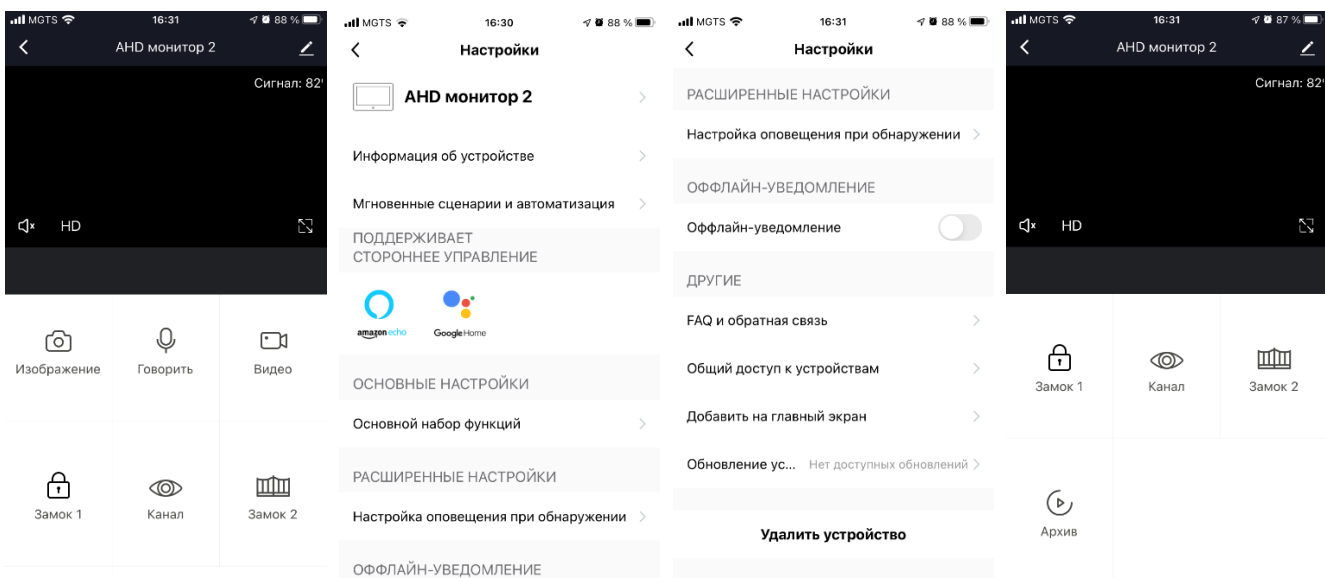 MGTS 16:31 88 %
AHD монитор 2
Сигнал: 82
HD
Изображение Говорить Видео
Замок 1 Канал Замок 2
MGTS 16:30 88 %
Настройки
AHD монитор 2
Информация об устройстве
Мгновенные сценарии и автоматизация
ПОДДЕРЖИВАЕТ
СТОРОННЕЕ УПРАВЛЕНИЕ
amazon echo Google Home
ОСНОВНЫЕ НАСТРОЙКИ
Основной набор функций
РАСШИРЕННЫЕ НАСТРОЙКИ
Настройка оповещения при обнаружении
ОФФЛАЙН-УВЕДОМЛЕНИЕ
MGTS 16:31 88 %
Настройки
РАСШИРЕННЫЕ НАСТРОЙКИ
Настройка оповещения при обнаружении
ОФФЛАЙН-УВЕДОМЛЕНИЕ
Оффлайн-уведомление
ДРУГИЕ
FAQ и обратная связь
Общий доступ к устройствам
Добавить на главный экран
Обновление ус... Нет доступных обновлений
Удалить устройство
MGTS 16:31 87 %
AHD монитор 2
Сигнал: 82
HD
Замок 1 Канал Замок 2
Архив